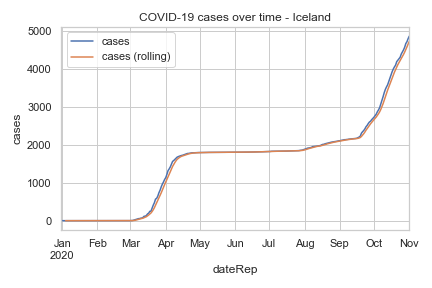 COVID-19 cases over time - Iceland
cases
cases (rolling)
5000
4000
3000
2000
1000
0
cases
Jan Feb Mar Apr May Jun Jul Aug Sep Oct Nov
2020
dateRep